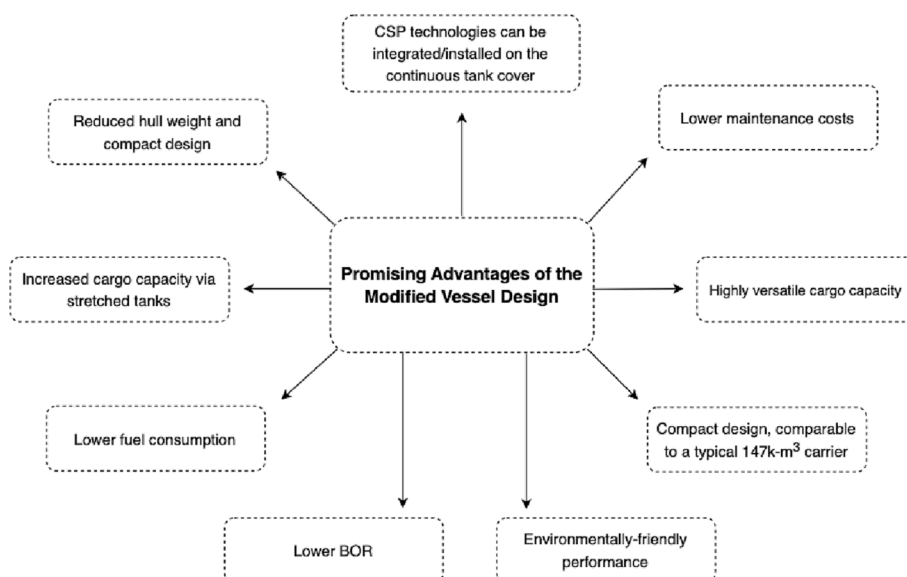 CSP technologies can be
integrated/installed on the
continuous tank cover
Reduced hull weight and
compact design
Lower maintenance costs
Promising Advantages of the
Modified Vessel Design
Increased cargo capacity via
stretched tanks
Highly versatile cargo capacity
Lower fuel consumption
Compact design, comparable
to a typical 147k-m³ carrier
Lower BOR
Environmentally-friendly
performance